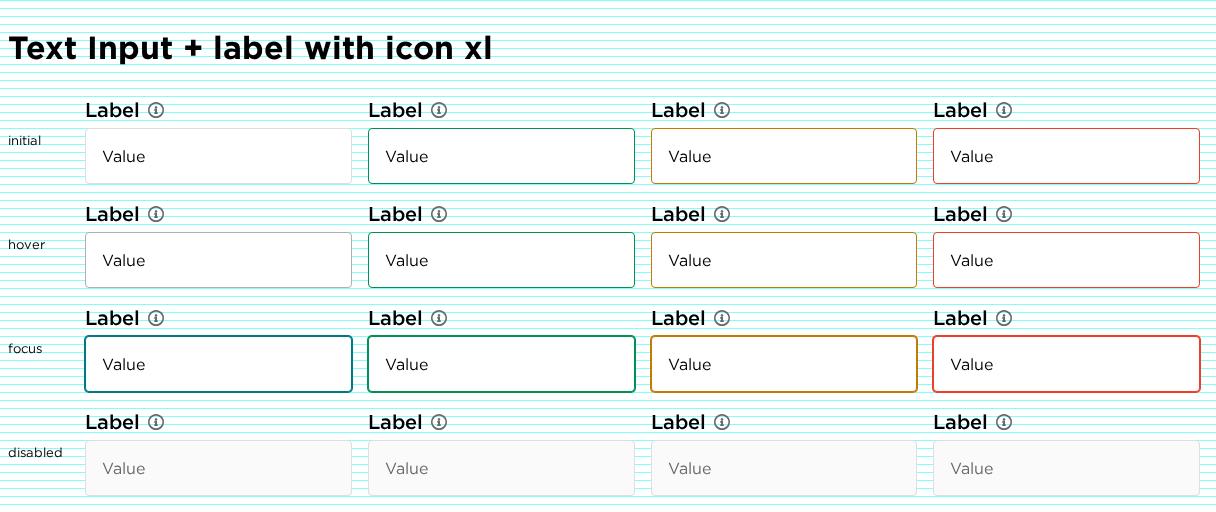 Text Input + label with icon xl
Label Label Label Label
initial
Value Value Value Value
Label Label Label Label
hover
Value Value Value Value
Label Label Label Label
focus
Value Value Value Value
Label Label Label Label
disabled
Value Value Value Value